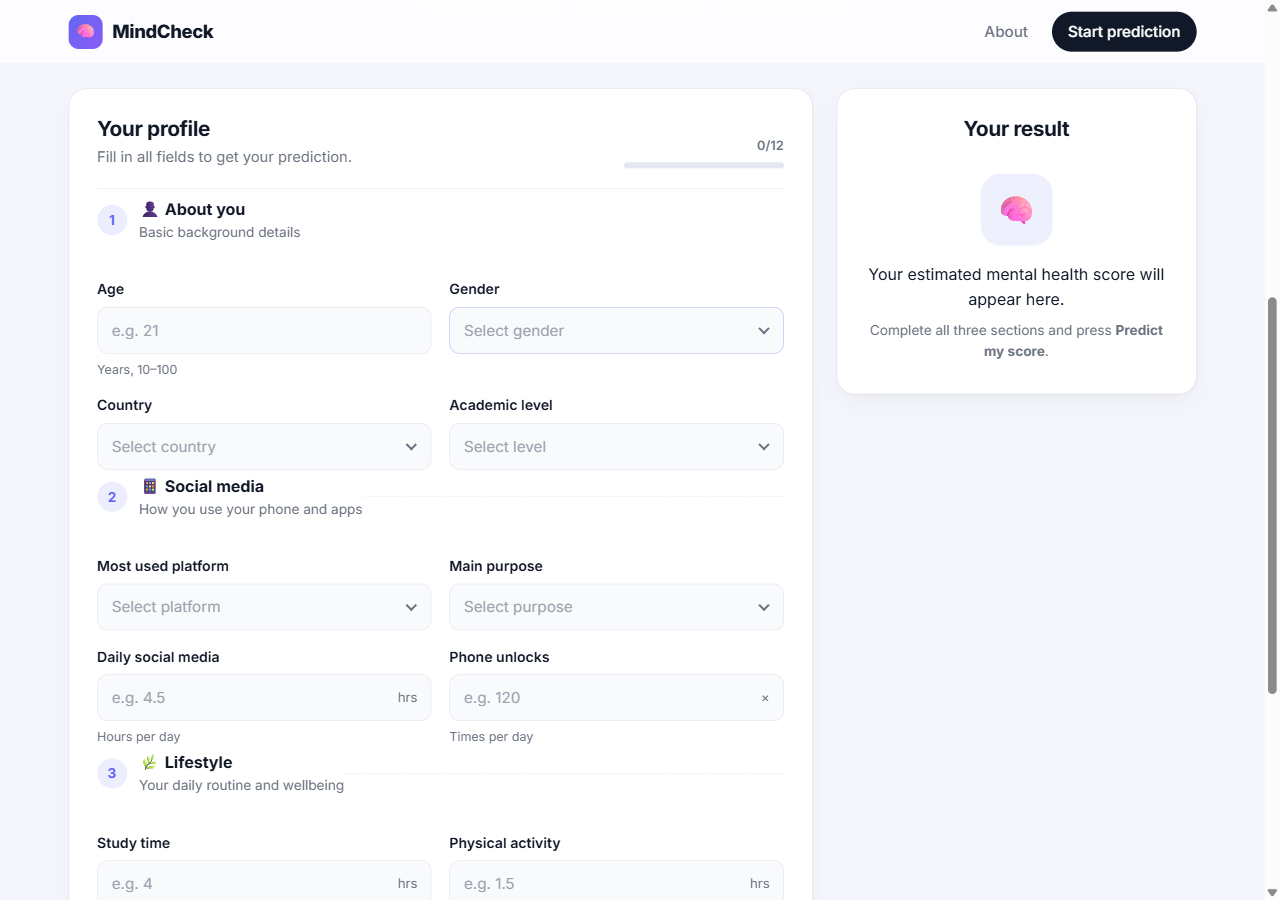 MindCheck
About
Start prediction
Your profile
Fill in all fields to get your prediction.
0/12
1
About you
Basic background details
Age
Gender
e.g. 21
Select gender
Years, 10–100
Country
Academic level
Select country
Select level
2
Social media
How you use your phone and apps
Most used platform
Main purpose
Select platform
Select purpose
Daily social media
Phone unlocks
e.g. 4.5
hrs
e.g. 120
×
Hours per day
Times per day
3
Lifestyle
Your daily routine and wellbeing
Study time
Physical activity
e.g. 4
hrs
e.g. 1.5
hrs
Your result
Your estimated mental health score will
appear here.
Complete all three sections and press Predict
my score.